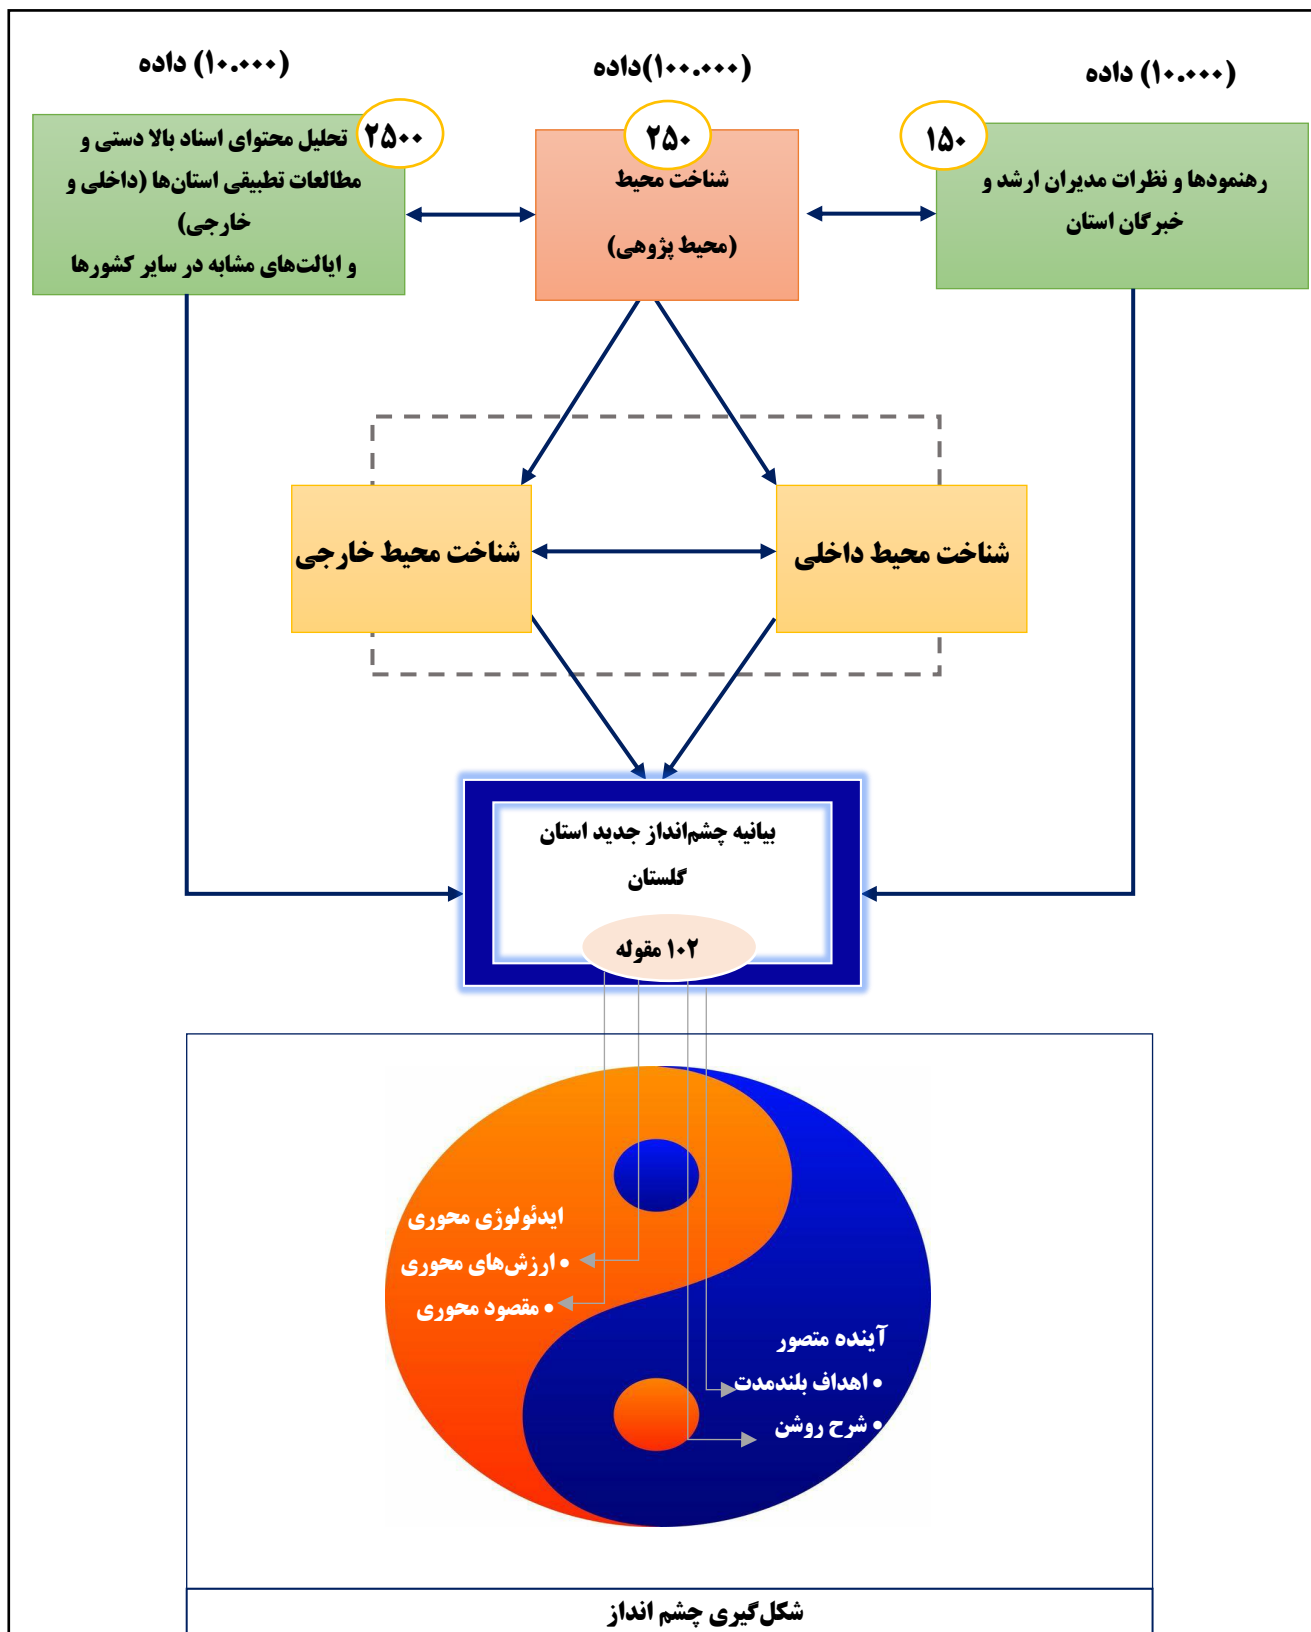 (۱۰.۰۰۰) داده
(۱۰۰.۰۰۰)داده
(۱۰.۰۰۰) داده
۱۵۰
رهنمودها و نظرات مدیران ارشد و
خبرگان استان
۲۵۰
شناخت محیط
(محیط پژوهی)
۲۵۰۰
تحلیل محتوای اسناد بالا دستی و
مطالعات تطبیقی استان‌ها (داخلی و
خارجی)
و ایالت‌های مشابه در سایر کشورها
شناخت محیط داخلی
شناخت محیط خارجی
بیانیه چشم‌انداز جدید استان
گلستان
۱۰۲ مقوله
ایدئولوژی محوری
• ارزش‌های محوری
• مقصود محوری
آینده متصور
• اهداف بلندمدت
• شرح روشن
شکل‌گیری چشم انداز